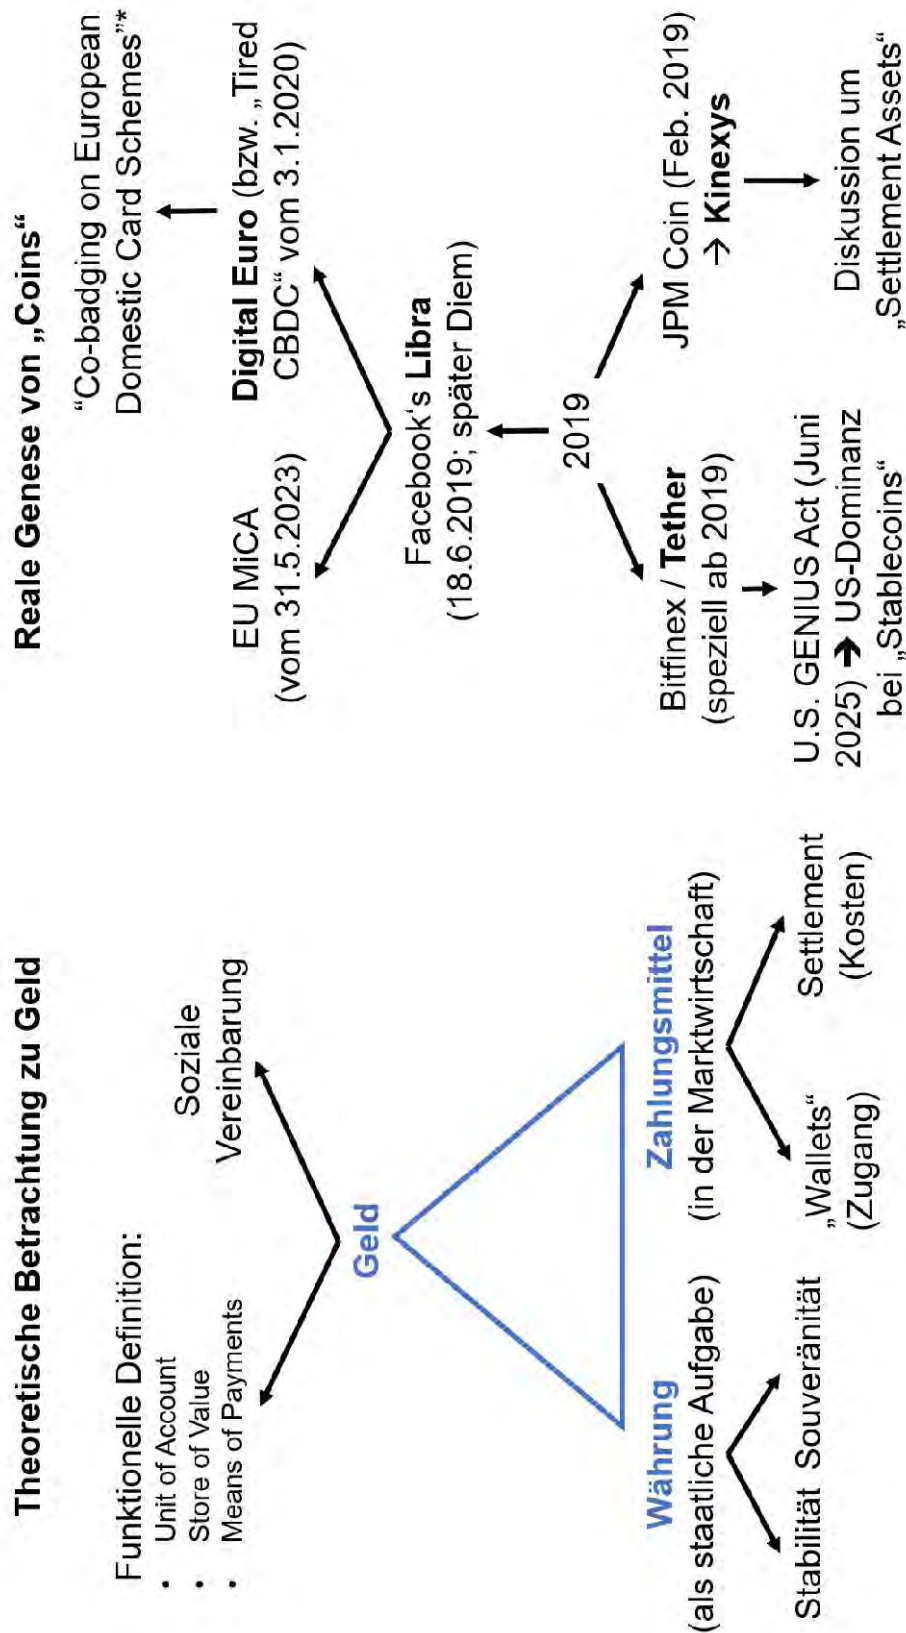 Theoretische Betrachtung zu Geld
Funktionelle Definition:
• Unit of Account
• Store of Value
• Means of Payments
Soziale
Vereinbarung
Geld
Währung
(als staatliche Aufgabe)
Stabilität Souveränität
Zahlungsmittel
(in der Marktwirtschaft)
„Wallets“
(Zugang)
Settlement
(Kosten)
Reale Genese von „Coins“
“Co-badging on European
Domestic Card Schemes”*
EU MiCA
(vom 31.5.2023)
Digital Euro (bzw. „Tired
CBDC“ vom 3.1.2020)
Facebook's Libra
(18.6.2019; später Diem)
2019
Bitfinex / Tether
(speziell ab 2019)
U.S. GENIUS Act (Juni
2025) → US-Dominanz
bei „Stablecoins“
JPM Coin (Feb. 2019)
→ Kinexys
Diskussion um
„Settlement Assets“